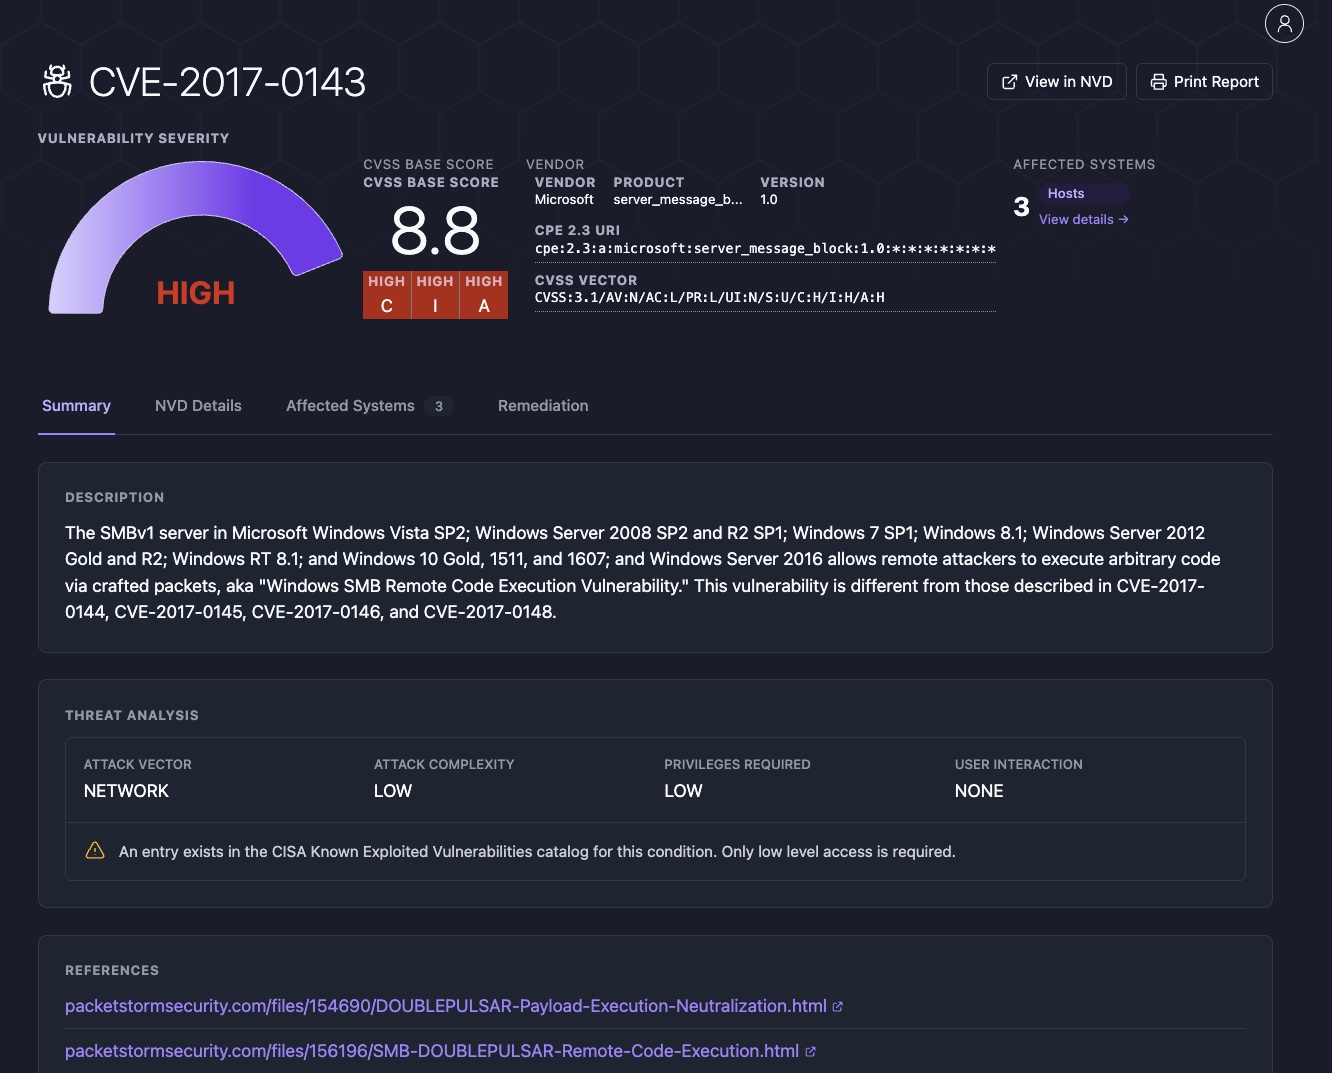 CVE-2017-0143
View in NVD
Print Report
VULNERABILITY SEVERITY
HIGH
CVSS BASE SCORE
CVSS BASE SCORE
8.8
HIGH HIGH HIGH
C I A
VENDOR
VENDOR PRODUCT VERSION
Microsoft server_message_b... 1.0
CPE 2.3 URI
cpe:2.3:a:microsoft:server_message_block:1.0:*:*:*:*:*:*:*
CVSS VECTOR
CVSS:3.1/AV:N/AC:L/PR:L/UI:N/S:U/C:H/I:H/A:H
AFFECTED SYSTEMS
3 Hosts
View details →
Summary NVD Details Affected Systems 3 Remediation
DESCRIPTION
The SMBv1 server in Microsoft Windows Vista SP2; Windows Server 2008 SP2 and R2 SP1; Windows 7 SP1; Windows 8.1; Windows Server 2012
Gold and R2; Windows RT 8.1; and Windows 10 Gold, 1511, and 1607; and Windows Server 2016 allows remote attackers to execute arbitrary code
via crafted packets, aka "Windows SMB Remote Code Execution Vulnerability." This vulnerability is different from those described in CVE-2017-
0144, CVE-2017-0145, CVE-2017-0146, and CVE-2017-0148.
THREAT ANALYSIS
ATTACK VECTOR ATTACK COMPLEXITY PRIVILEGES REQUIRED USER INTERACTION
NETWORK LOW LOW NONE
An entry exists in the CISA Known Exploited Vulnerabilities catalog for this condition. Only low level access is required.
REFERENCES
packetstormsecurity.com/files/154690/DOUBLEPULSAR-Payload-Execution-Neutralization.html
packetstormsecurity.com/files/156196/SMB-DOUBLEPULSAR-Remote-Code-Execution.html